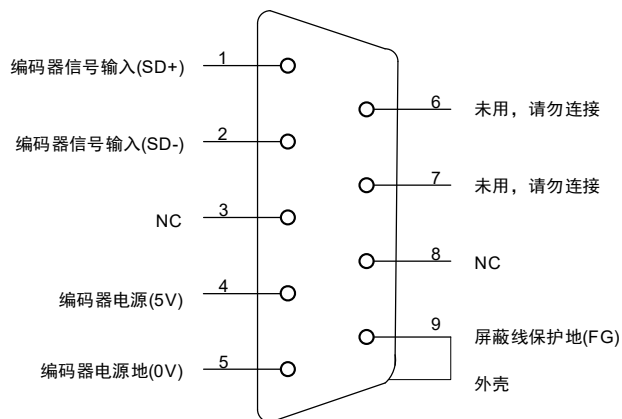 1
编码器信号输入(SD+)
6
未用，请勿连接
2
编码器信号输入(SD-)
7
未用，请勿连接
3
NC
8
NC
4
编码器电源(5V)
9
屏蔽线保护地(FG)
5
编码器电源地(0V)
外壳